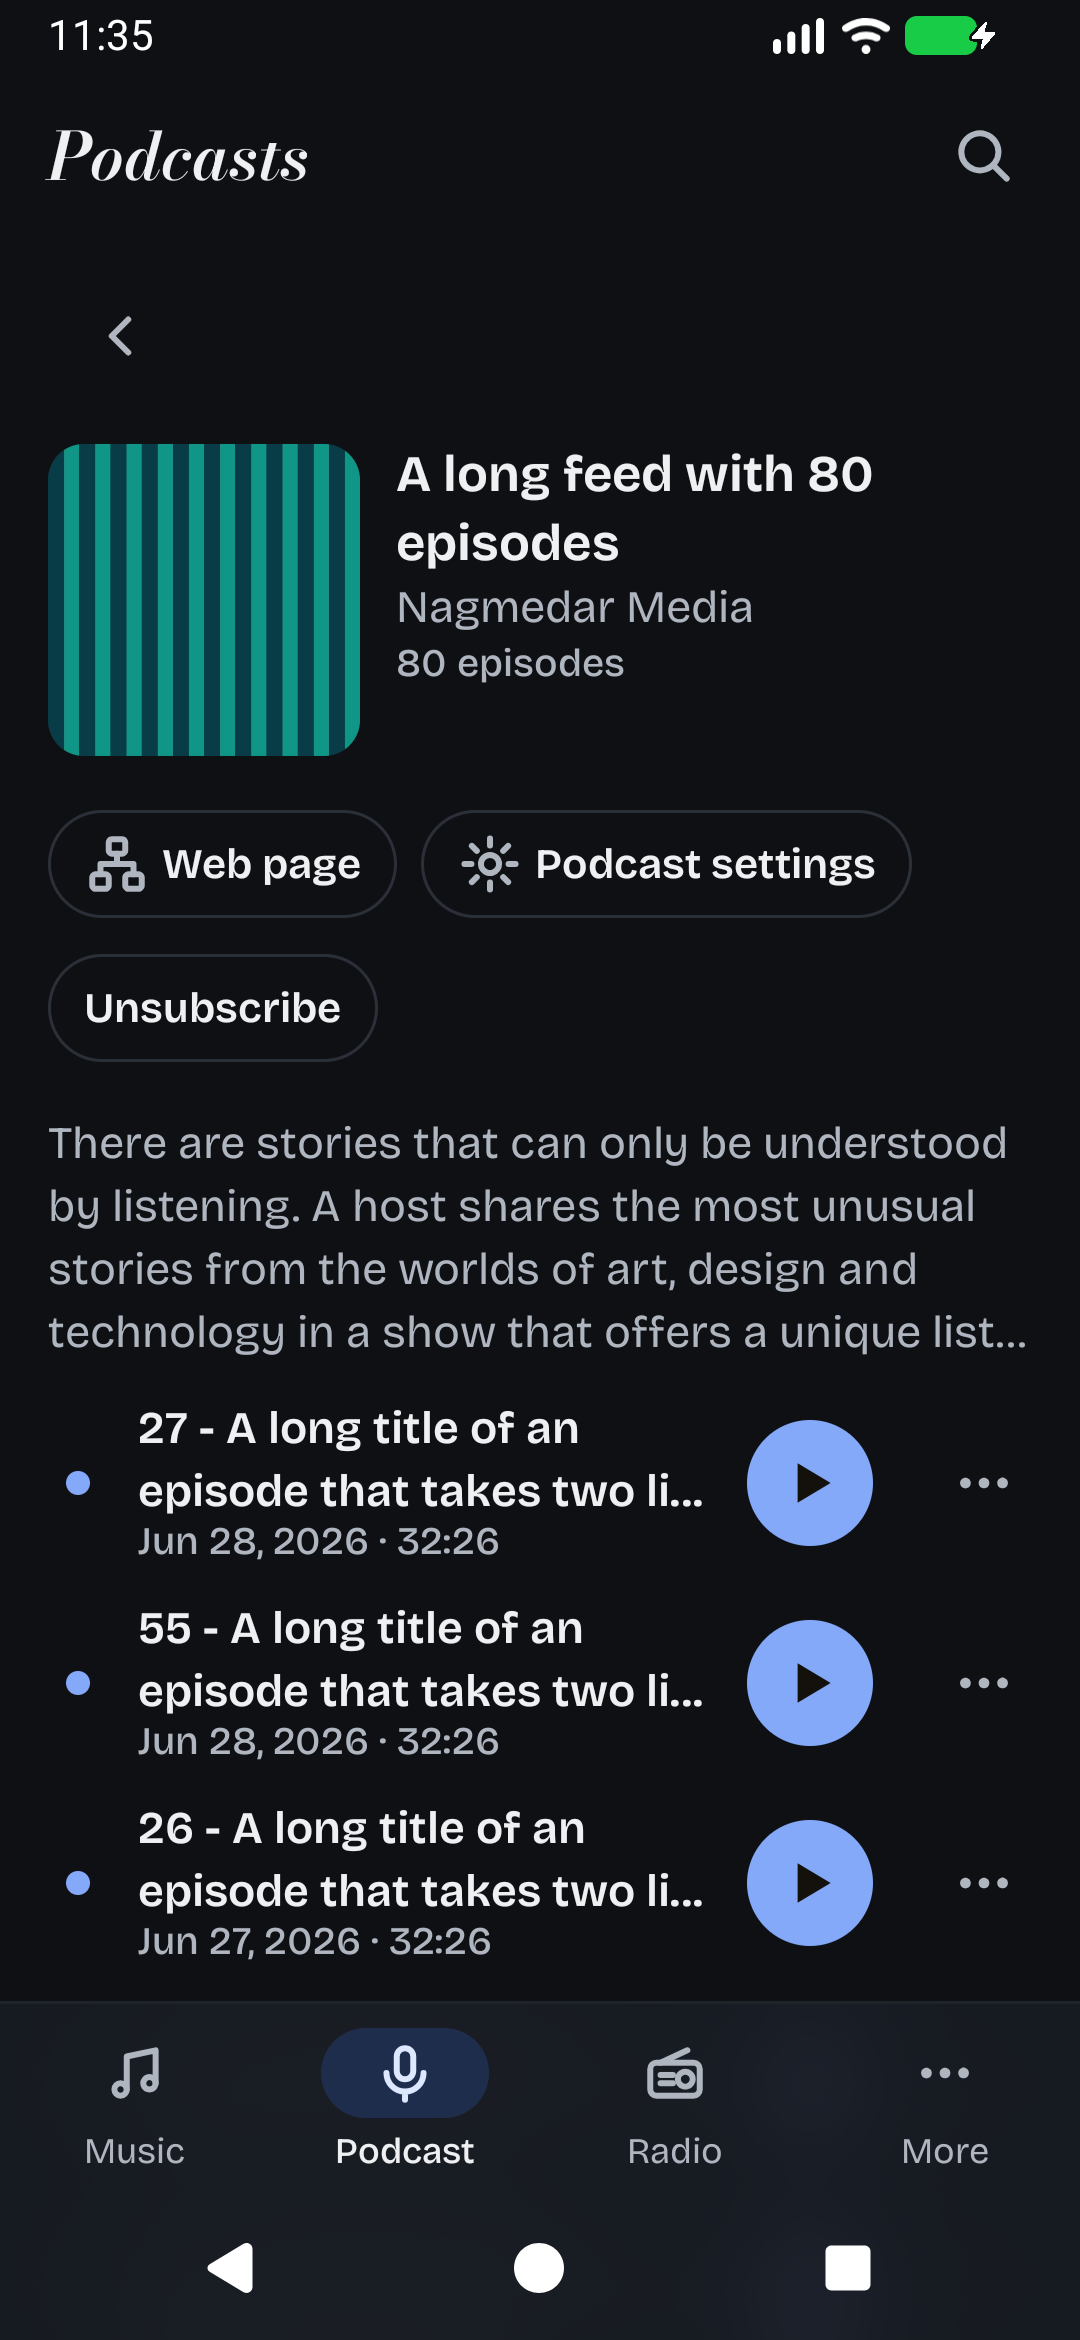 11:35
Podcasts
A long feed with 80
episodes
Nagmedar Media
80 episodes
Web page
Podcast settings
Unsubscribe
There are stories that can only be understood
by listening. A host shares the most unusual
stories from the worlds of art, design and
technology in a show that offers a unique list...
27 - A long title of an
episode that takes two li...
Jun 28, 2026 · 32:26
55 - A long title of an
episode that takes two li...
Jun 28, 2026 · 32:26
26 - A long title of an
episode that takes two li...
Jun 27, 2026 · 32:26
Music
Podcast
Radio
More